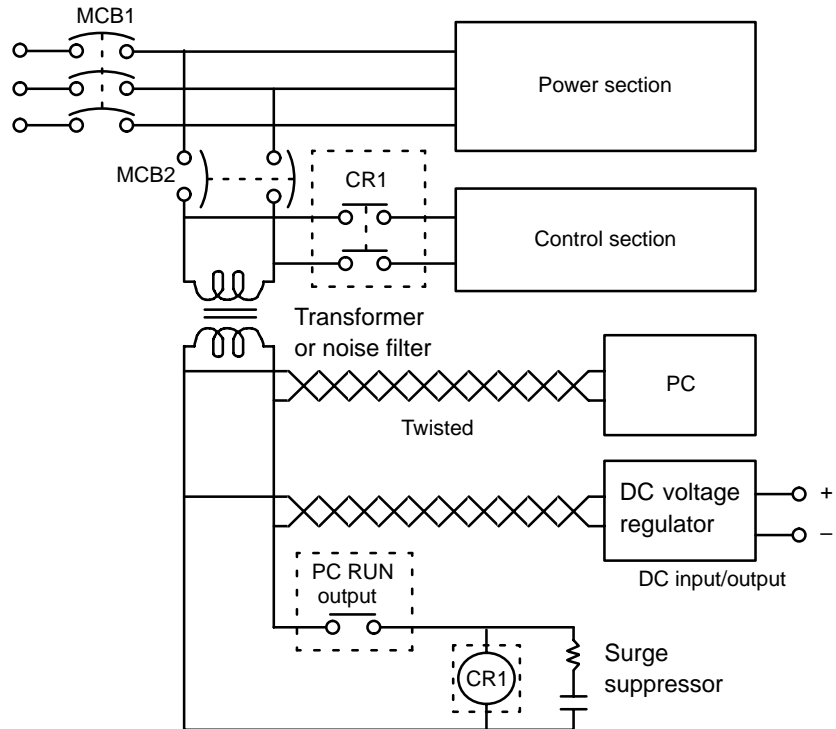 MCB1
Power section
MCB2
CR1
Control section
Transformer
or noise filter
PC
Twisted
DC voltage
regulator
+
–
DC input/output
PC RUN
output
CR1
Surge
suppressor